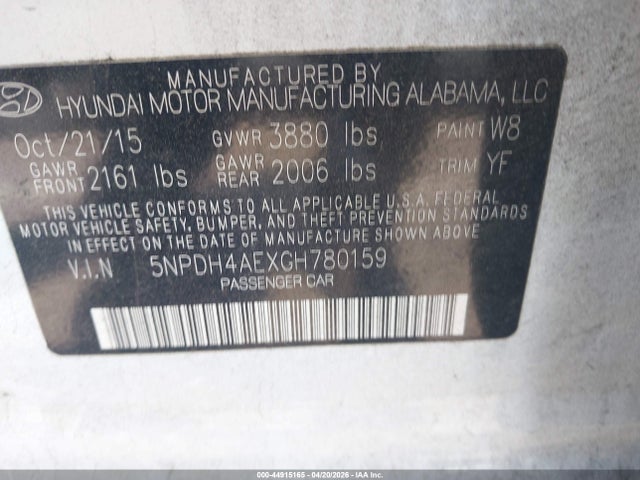 MANUFACTURED BY
HYUNDAI MOTOR MANUFACTURING ALABAMA, LLC
Oct/21/15 GVWR 3880 lbs PAINT W8
GAWR FRONT 2161 lbs GAWR REAR 2006 lbs TRIM YF
THIS VEHICLE CONFORMS TO ALL APPLICABLE U.S.A. FEDERAL
MOTOR VEHICLE SAFETY, BUMPER, AND THEFT PREVENTION STANDARDS
IN EFFECT ON THE DATE OF MANUFACTURE SHOWN ABOVE.
V.I.N 5NPDH4AEXGH780159
PASSENGER CAR
000-44915165 - 04/20/2026 - IAA Inc.